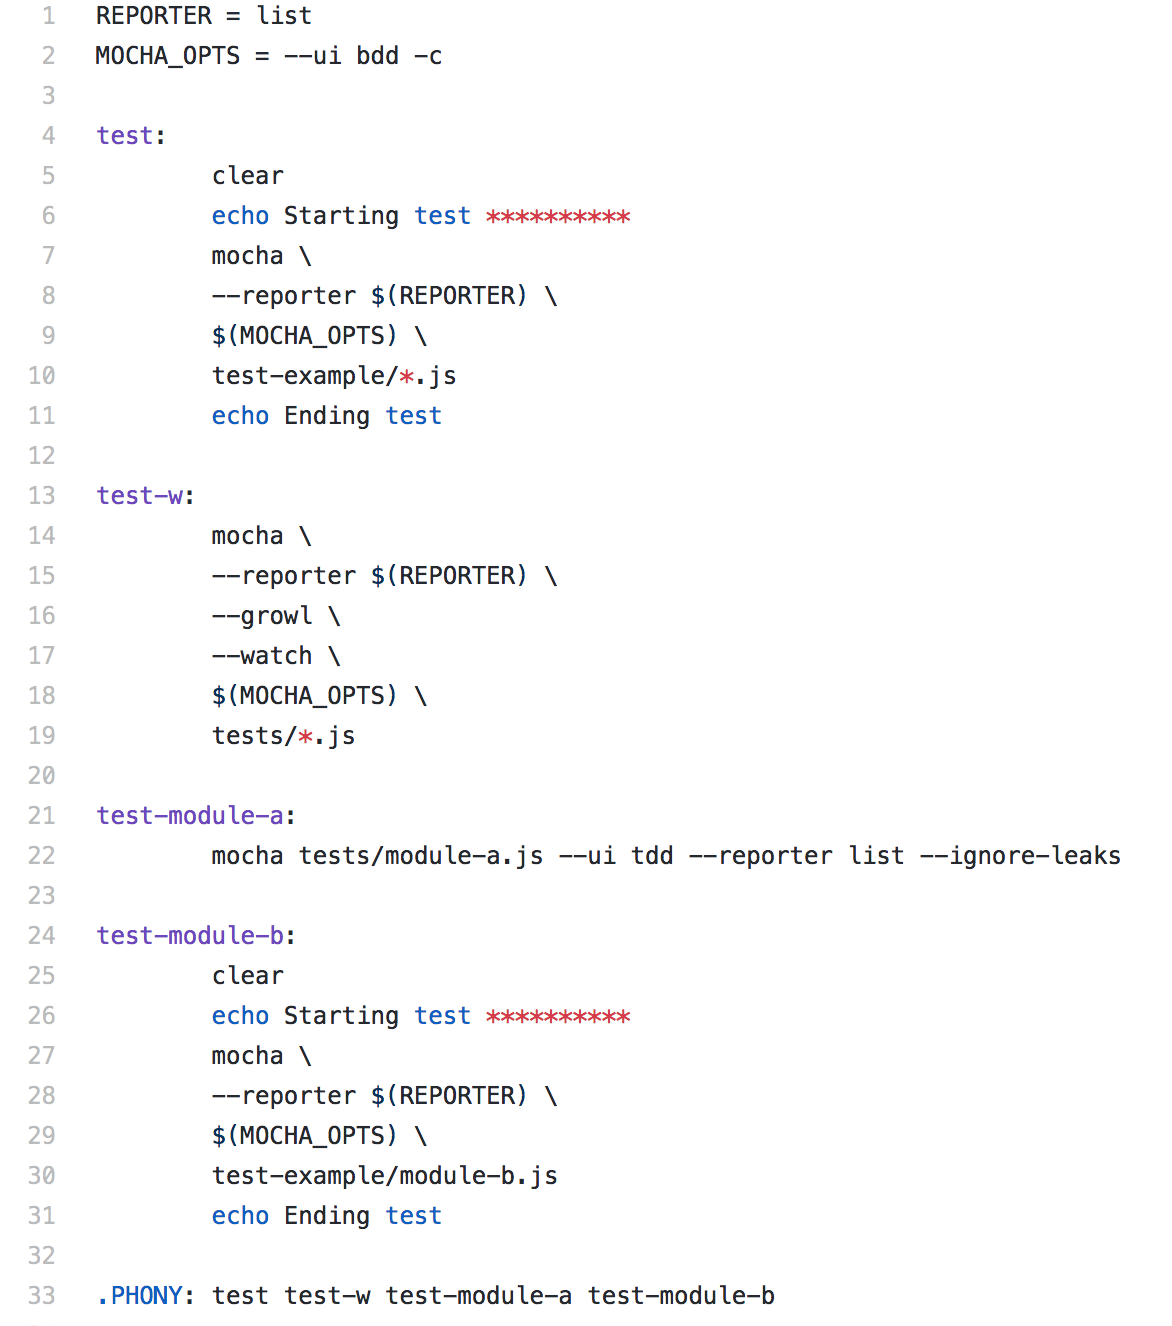 1 REPORTER = list
2 MOCHA_OPTS = --ui bdd -c
3
4 test:
5 clear
6 echo Starting test **********
7 mocha \
8 --reporter $(REPORTER) \
9 $(MOCHA_OPTS) \
10 test-example/*.js
11 echo Ending test
12
13 test-w:
14 mocha \
15 --reporter $(REPORTER) \
16 --growl \
17 --watch \
18 $(MOCHA_OPTS) \
19 tests/*.js
20
21 test-module-a:
22 mocha tests/module-a.js --ui tdd --reporter list --ignore-leaks
23
24 test-module-b:
25 clear
26 echo Starting test **********
27 mocha \
28 --reporter $(REPORTER) \
29 $(MOCHA_OPTS) \
30 test-example/module-b.js
31 echo Ending test
32
33 .PHONY: test test-w test-module-a test-module-b